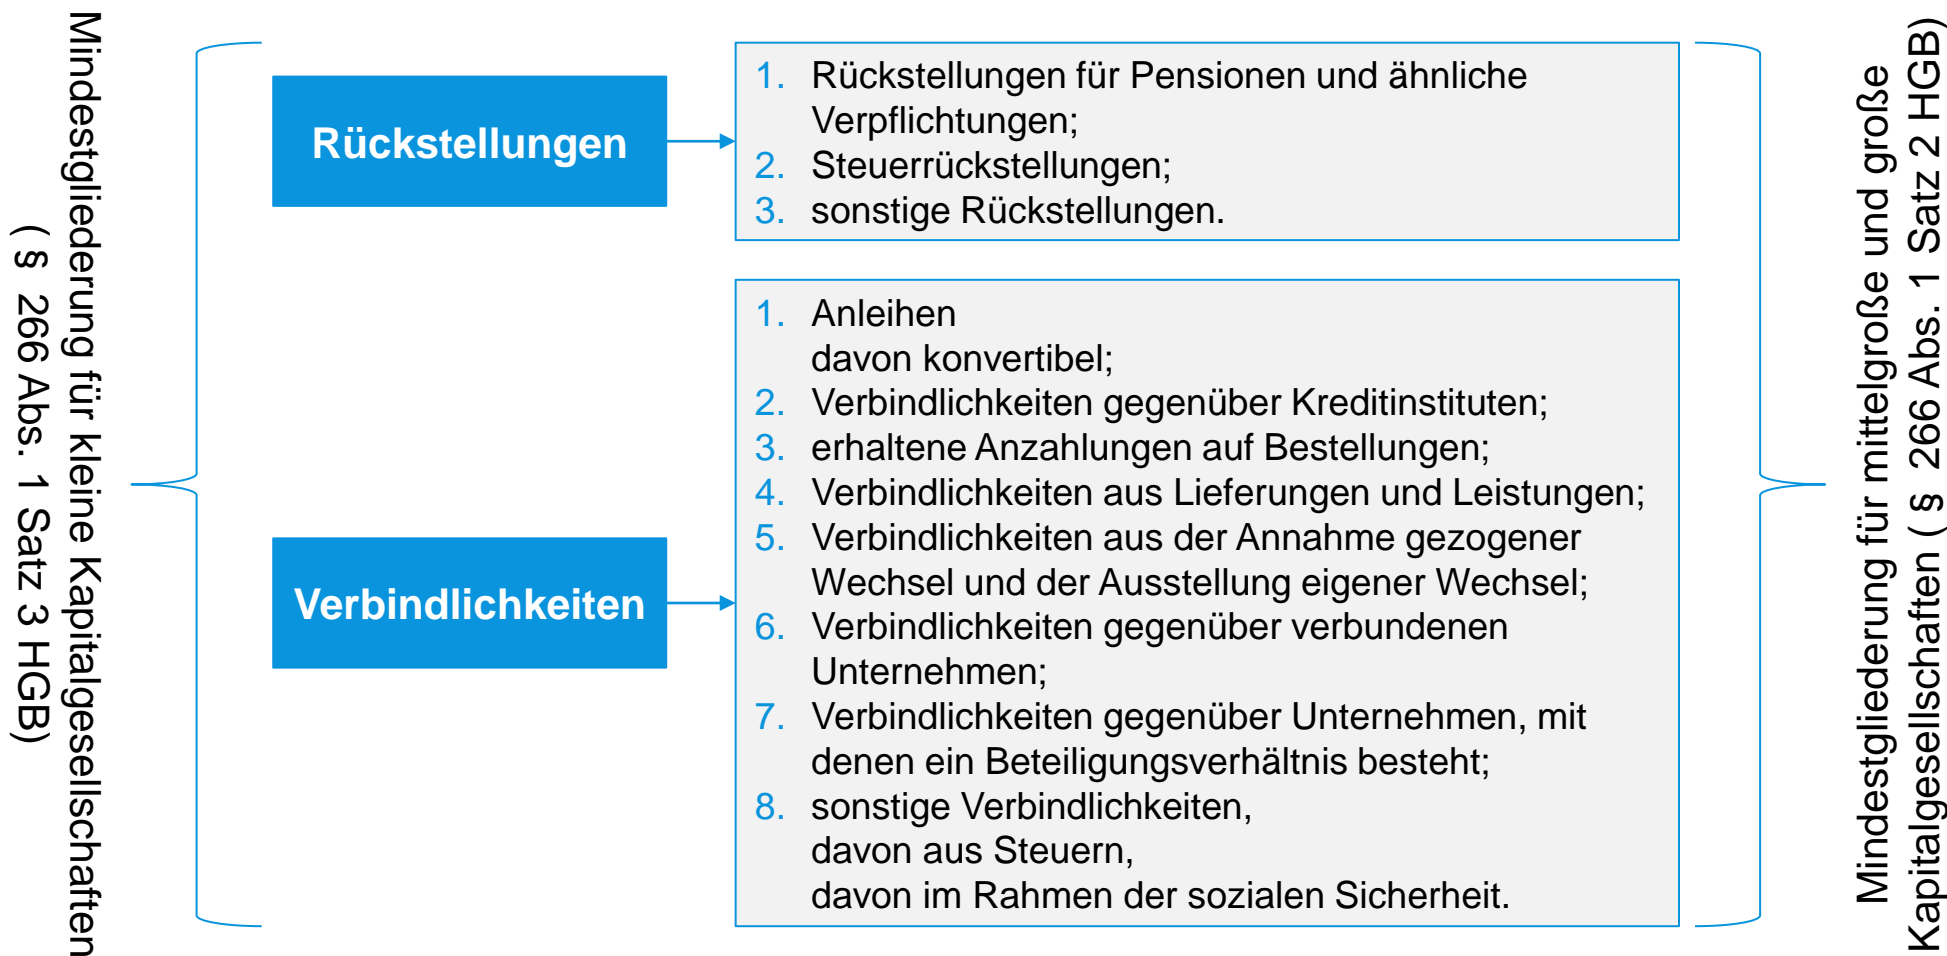 Mindestgliederung für kleine Kapitalgesellschaften
( § 266 Abs. 1 Satz 3 HGB)
Rückstellungen
1. Rückstellungen für Pensionen und ähnliche
Verpflichtungen;
2. Steuerrückstellungen;
3. sonstige Rückstellungen.
Verbindlichkeiten
1. Anleihen
davon konvertibel;
2. Verbindlichkeiten gegenüber Kreditinstituten;
3. erhaltene Anzahlungen auf Bestellungen;
4. Verbindlichkeiten aus Lieferungen und Leistungen;
5. Verbindlichkeiten aus der Annahme gezogener
Wechsel und der Ausstellung eigener Wechsel;
6. Verbindlichkeiten gegenüber verbundenen
Unternehmen;
7. Verbindlichkeiten gegenüber Unternehmen, mit
denen ein Beteiligungsverhältnis besteht;
8. sonstige Verbindlichkeiten,
davon aus Steuern,
davon im Rahmen der sozialen Sicherheit.
Mindestgliederung für mittelgroße und große
Kapitalgesellschaften ( § 266 Abs. 1 Satz 2 HGB)